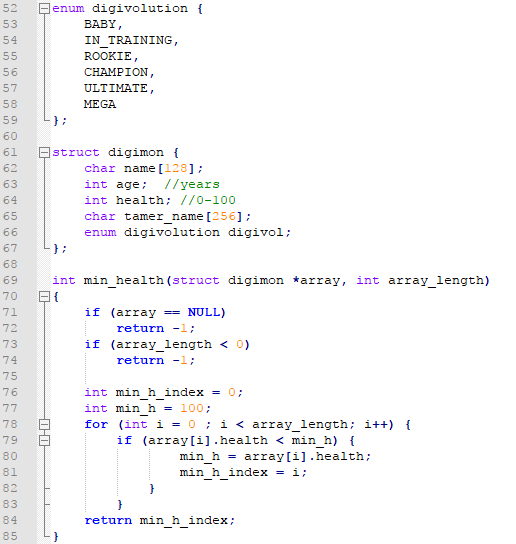 52 enum digivolution {
53     BABY,
54     IN_TRAINING,
55     ROOKIE,
56     CHAMPION,
57     ULTIMATE,
58     MEGA
59 };
60
61 struct digimon {
62     char name[128];
63     int age;  //years
64     int health; //0-100
65     char tamer_name[256];
66     enum digivolution digivol;
67 };
68
69 int min_health(struct digimon *array, int array_length)
70 {
71     if (array == NULL)
72         return -1;
73     if (array_length < 0)
74         return -1;
75
76     int min_h_index = 0;
77     int min_h = 100;
78     for (int i = 0 ; i < array_length; i++) {
79         if (array[i].health < min_h) {
80                 min_h = array[i].health;
81                 min_h_index = i;
82             }
83         }
84     return min_h_index;
85 }